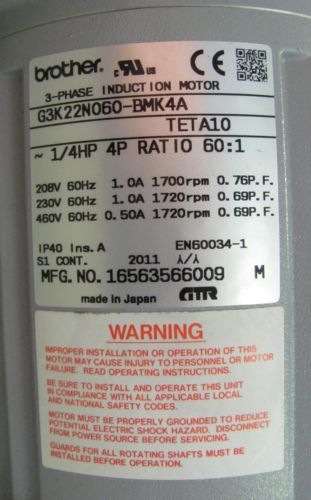 brother. c UR us CE
3-PHASE INDUCTION MOTOR
G3K22N060-BMK4A
TETA10
~ 1/4HP 4P RATIO 60:1
208V 60Hz 1.0A 1700rpm 0.76P.F.
230V 60Hz 1.0A 1720rpm 0.69P.F.
460V 60Hz 0.50A 1720rpm 0.69P.F.
IP40 Ins.A EN60034-1
S1 CONT. 2011 ⅄/⅄
MFG.NO.16563566009 M
made in Japan GTR
WARNING
IMPROPER INSTALLATION OR OPERATION OF THIS
MOTOR MAY CAUSE INJURY TO PERSONNEL OR MOTOR
FAILURE. READ OPERATING INSTRUCTIONS.
BE SURE TO INSTALL AND OPERATE THIS UNIT
IN COMPLIANCE WITH ALL APPLICABLE LOCAL
AND NATIONAL SAFETY CODES.
MOTOR MUST BE PROPERLY GROUNDED TO REDUCE
POTENTIAL ELECTRIC SHOCK HAZARD. DISCONNECT
FROM POWER SOURCE BEFORE SERVICING.
GUARDS FOR ALL ROTATING SHAFTS MUST BE
INSTALLED BEFORE OPERATION.